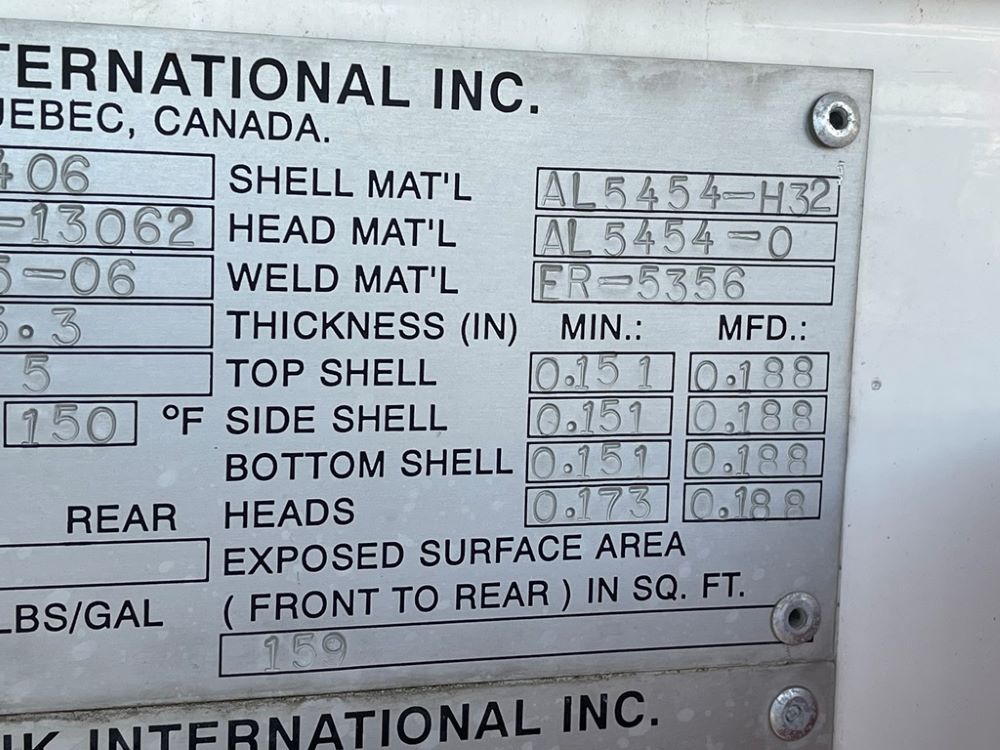 TERNATIONAL INC.
UEBEC, CANADA.
406 SHELL MAT'L AL5454-H32
-13062 HEAD MAT'L AL5454-0
5-06 WELD MAT'L ER-5356
.3 THICKNESS (IN) MIN.: MFD.:
5 TOP SHELL 0.151 0.188
150 °F SIDE SHELL 0.151 0.188
BOTTOM SHELL 0.151 0.188
REAR HEADS 0.173 0.188
EXPOSED SURFACE AREA
LBS/GAL ( FRONT TO REAR ) IN SQ. FT.
159
K INTERNATIONAL INC.